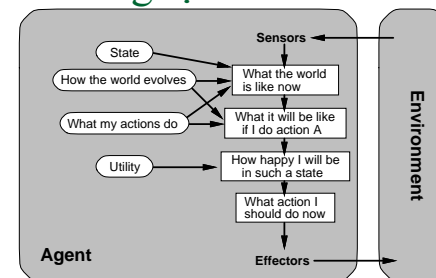 Sensors
State
How the world evolves
What the world
is like now
What my actions do
What it will be like
if I do action A
Utility
How happy I will be
in such a state
What action I
should do now
Agent
Effectors
Environment